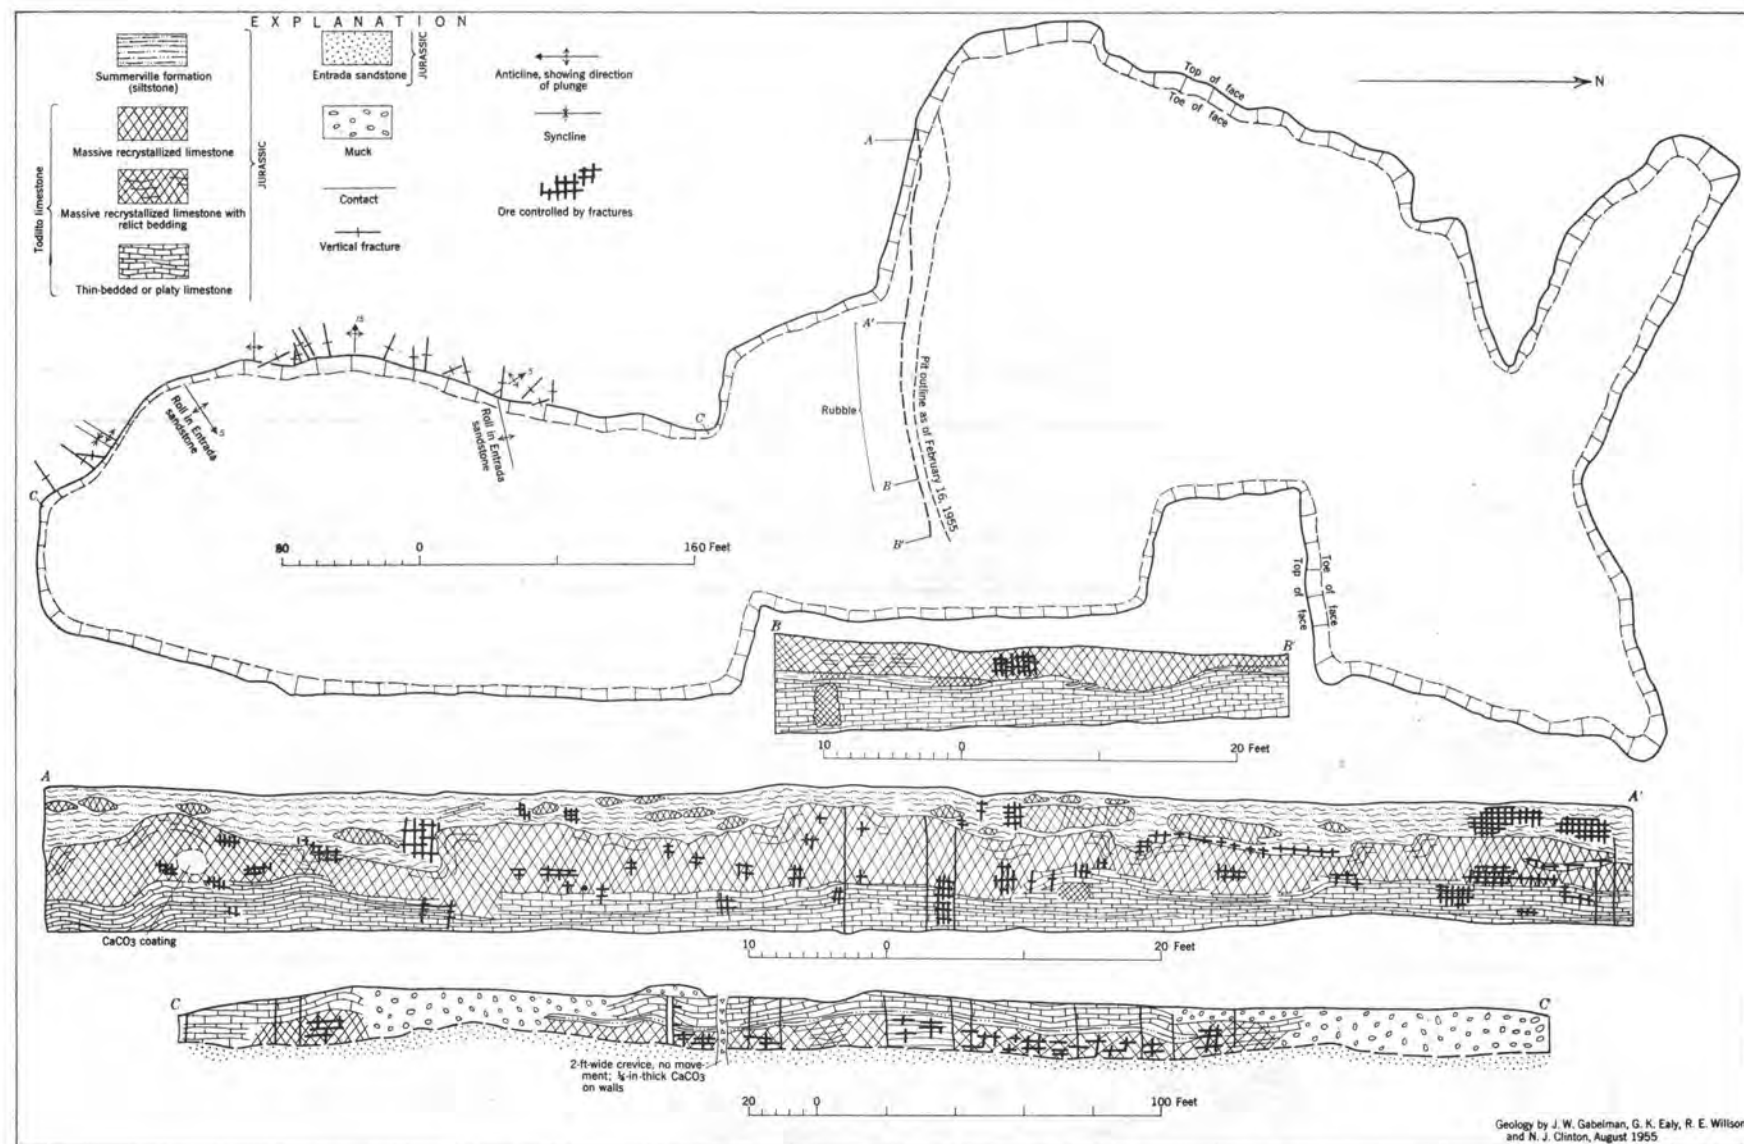 EXPLANATION
Summerville formation
(siltstone)
Massive recrystallized limestone
Massive recrystallized limestone with
relict bedding
Thin-bedded or platy limestone
Todilto limestone
JURASSIC
Entrada sandstone
JURASSIC
Muck
Contact
Vertical fracture
Anticline, showing direction
of plunge
Syncline
Ore controlled by fractures
Top of face
Toe of face
N
A
A'
Rubble
Pit outline as of February 16, 1955
B
B'
15
5
Roll in Entrada
sandstone
5
Roll in Entrada
sandstone
C'
C
80 0 160 Feet
Toe of face
Top of face
B B'
10 0 20 Feet
A A'
CaCO3 coating
10 0 20 Feet
C C'
2-ft-wide crevice, no move-
ment; ⅛-in-thick CaCO3
on walls
20 0 100 Feet
Geology by J. W. Gabelman, G. K. Ealy, R. E. Willson
and N. J. Clinton, August 1955